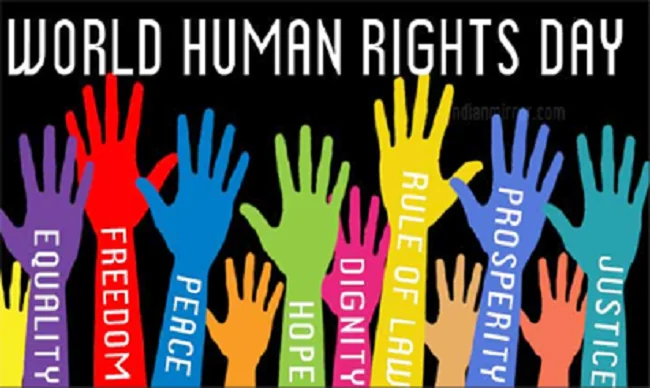 WORLD HUMAN RIGHTS DAY
indianmirror.com
EQUALITY
FREEDOM
PEACE
HOPE
DIGNITY
RULE OF LAW
PROSPERITY
JUSTICE